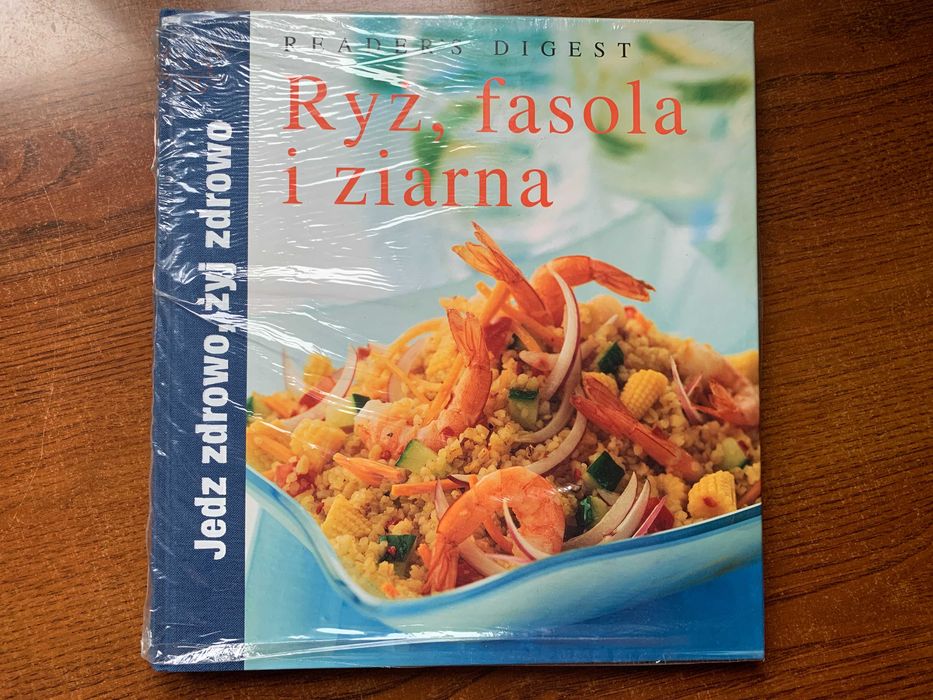 READER'S DIGEST
Ryż, fasola
i ziarna
Jedz zdrowo, żyj zdrowo